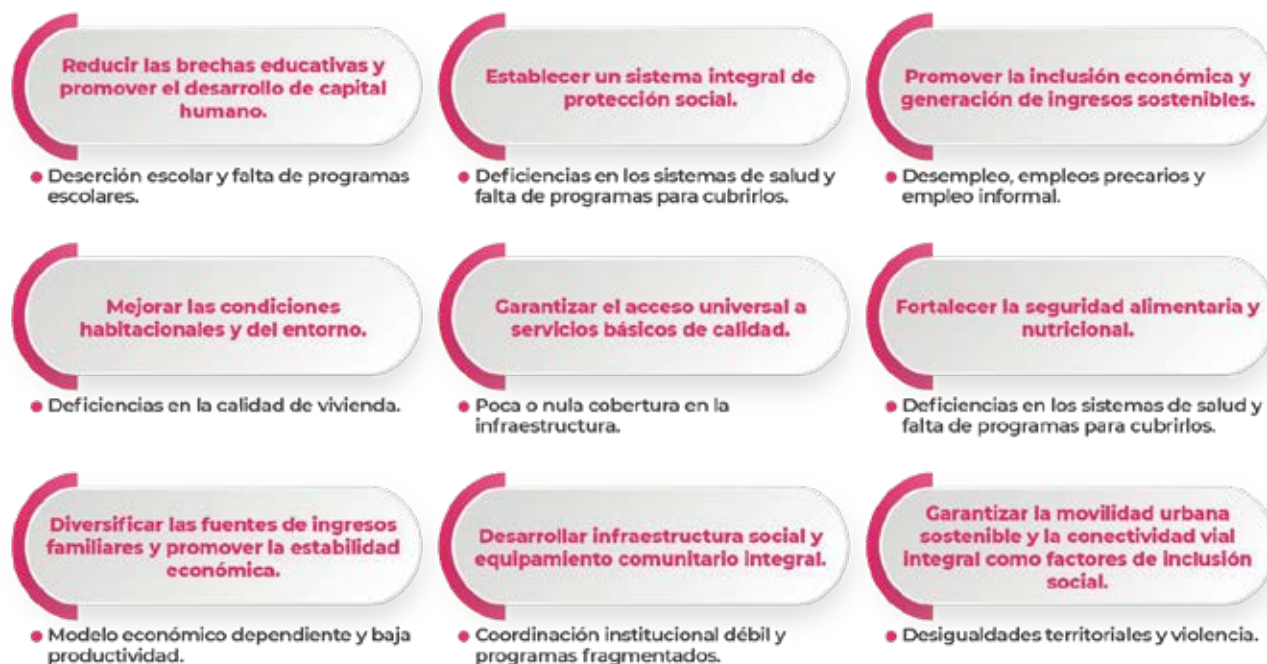 Reducir las brechas educativas y
promover el desarrollo de capital
humano.
● Deserción escolar y falta de programas
escolares.
Establecer un sistema integral de
protección social.
● Deficiencias en los sistemas de salud y
falta de programas para cubrirlos.
Promover la inclusión económica y
generación de ingresos sostenibles.
● Desempleo, empleos precarios y
empleo informal.
Mejorar las condiciones
habitacionales y del entorno.
● Deficiencias en la calidad de vivienda.
Garantizar el acceso universal a
servicios básicos de calidad.
● Poca o nula cobertura en la
infraestructura.
Fortalecer la seguridad alimentaria y
nutricional.
● Deficiencias en los sistemas de salud y
falta de programas para cubrirlos.
Diversificar las fuentes de ingresos
familiares y promover la estabilidad
económica.
● Modelo económico dependiente y baja
productividad.
Desarrollar infraestructura social y
equipamiento comunitario integral.
● Coordinación institucional débil y
programas fragmentados.
Garantizar la movilidad urbana
sostenible y la conectividad vial
integral como factores de inclusión
social.
● Desigualdades territoriales y violencia.